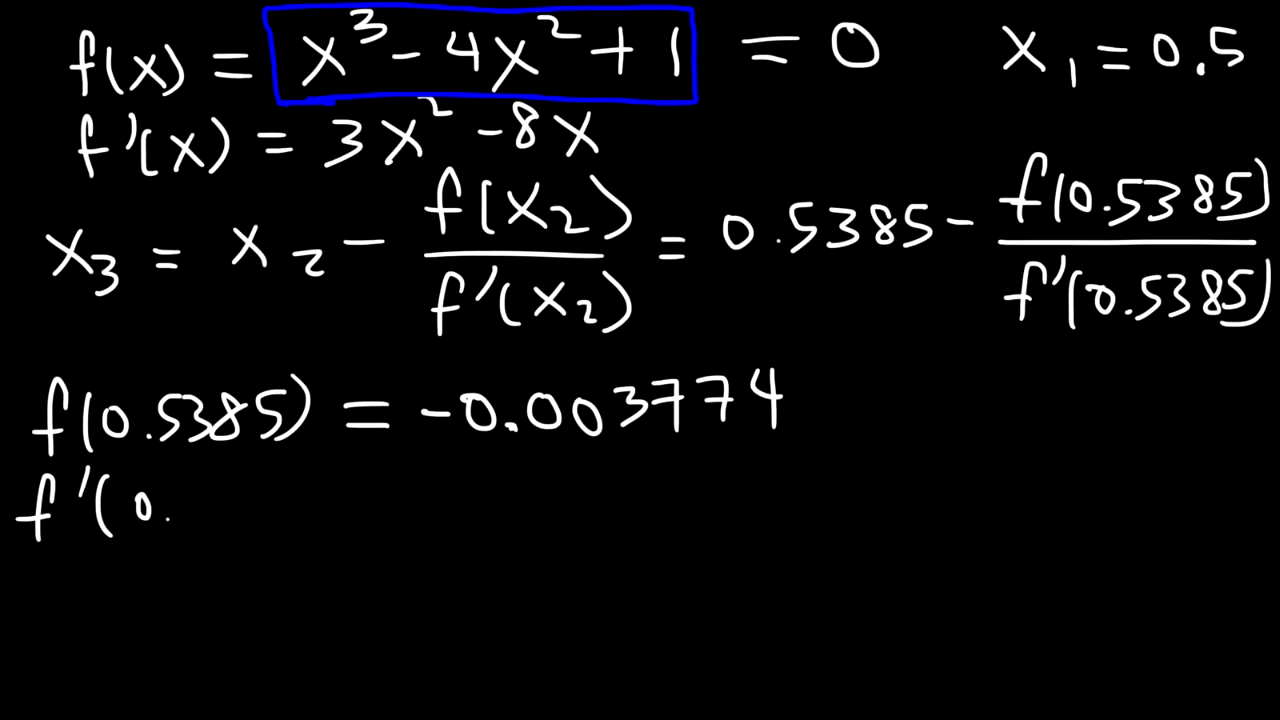 f(x) = x³ - 4x² + 1 = 0 x₁ = 0.5
f'(x) = 3x² - 8x
x₃ = x₂ - f(x₂)/f'(x₂) = 0.5385 - f(0.5385)/f'(0.5385)
f(0.5385) = -0.003774
f'(0.